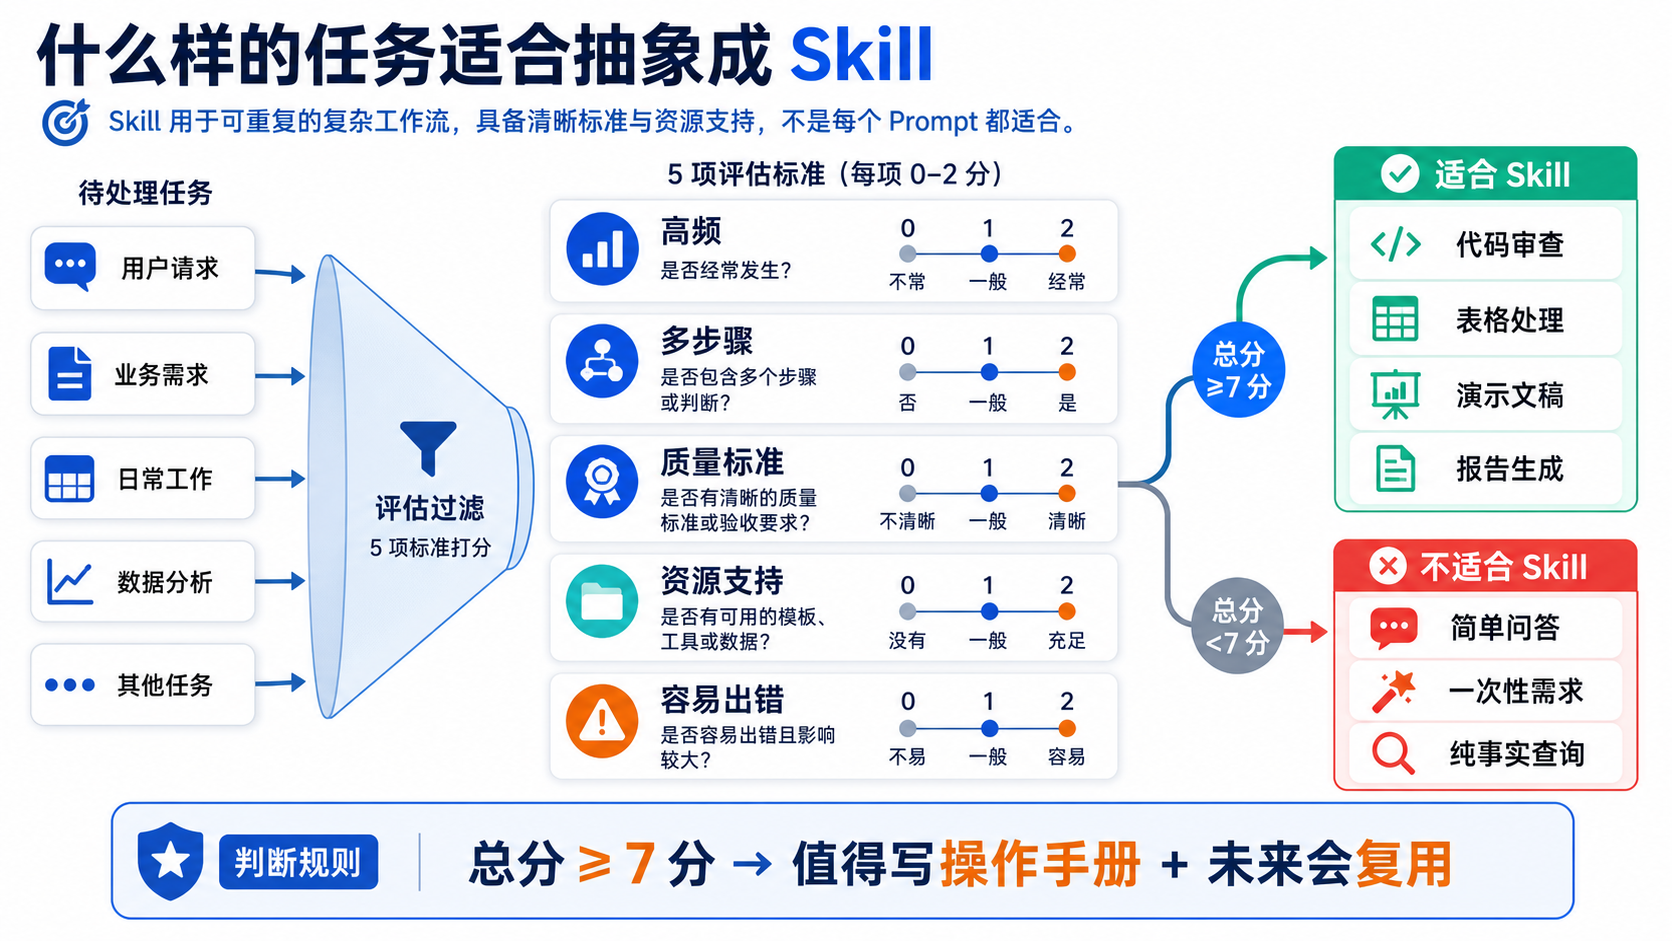 什么样的任务适合抽象成 Skill
Skill 用于可重复的复杂工作流，具备清晰标准与资源支持，不是每个 Prompt 都适合。
待处理任务
用户请求
业务需求
日常工作
数据分析
其他任务
评估过滤
5 项标准打分
5 项评估标准（每项 0–2 分）
高频
是否经常发生？
0 1 2
不常 一般 经常
多步骤
是否包含多个步骤
或判断？
0 1 2
否 一般 是
质量标准
是否有清晰的质量
标准或验收要求？
0 1 2
不清晰 一般 清晰
资源支持
是否有可用的模板、
工具或数据？
0 1 2
没有 一般 充足
容易出错
是否容易出错且影响
较大？
0 1 2
不易 一般 容易
总分
≥7 分
总分
<7 分
适合 Skill
代码审查
表格处理
演示文稿
报告生成
不适合 Skill
简单问答
一次性需求
纯事实查询
判断规则
总分 ≥ 7 分 → 值得写操作手册 + 未来会复用